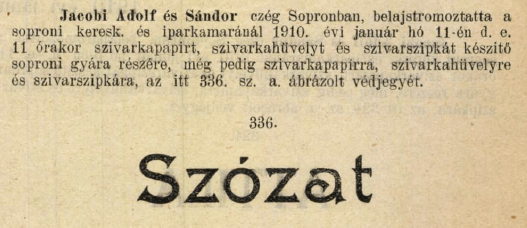 Jacobi Adolf és Sándor czég Sopronban, belajstromoztatta a
soproni keresk. és iparkamaránál 1910. évi január hó 11-én d. e.
11 órakor szivarkapapirt, szivarkahüvelyt és szivarszipkát készitő
soproni gyára részére, még pedig szivarkapapirra, szivarkahüvelyre
és szivarszipkára, az itt 336. sz. a. ábrázolt védjegyét.
336.
Szózat